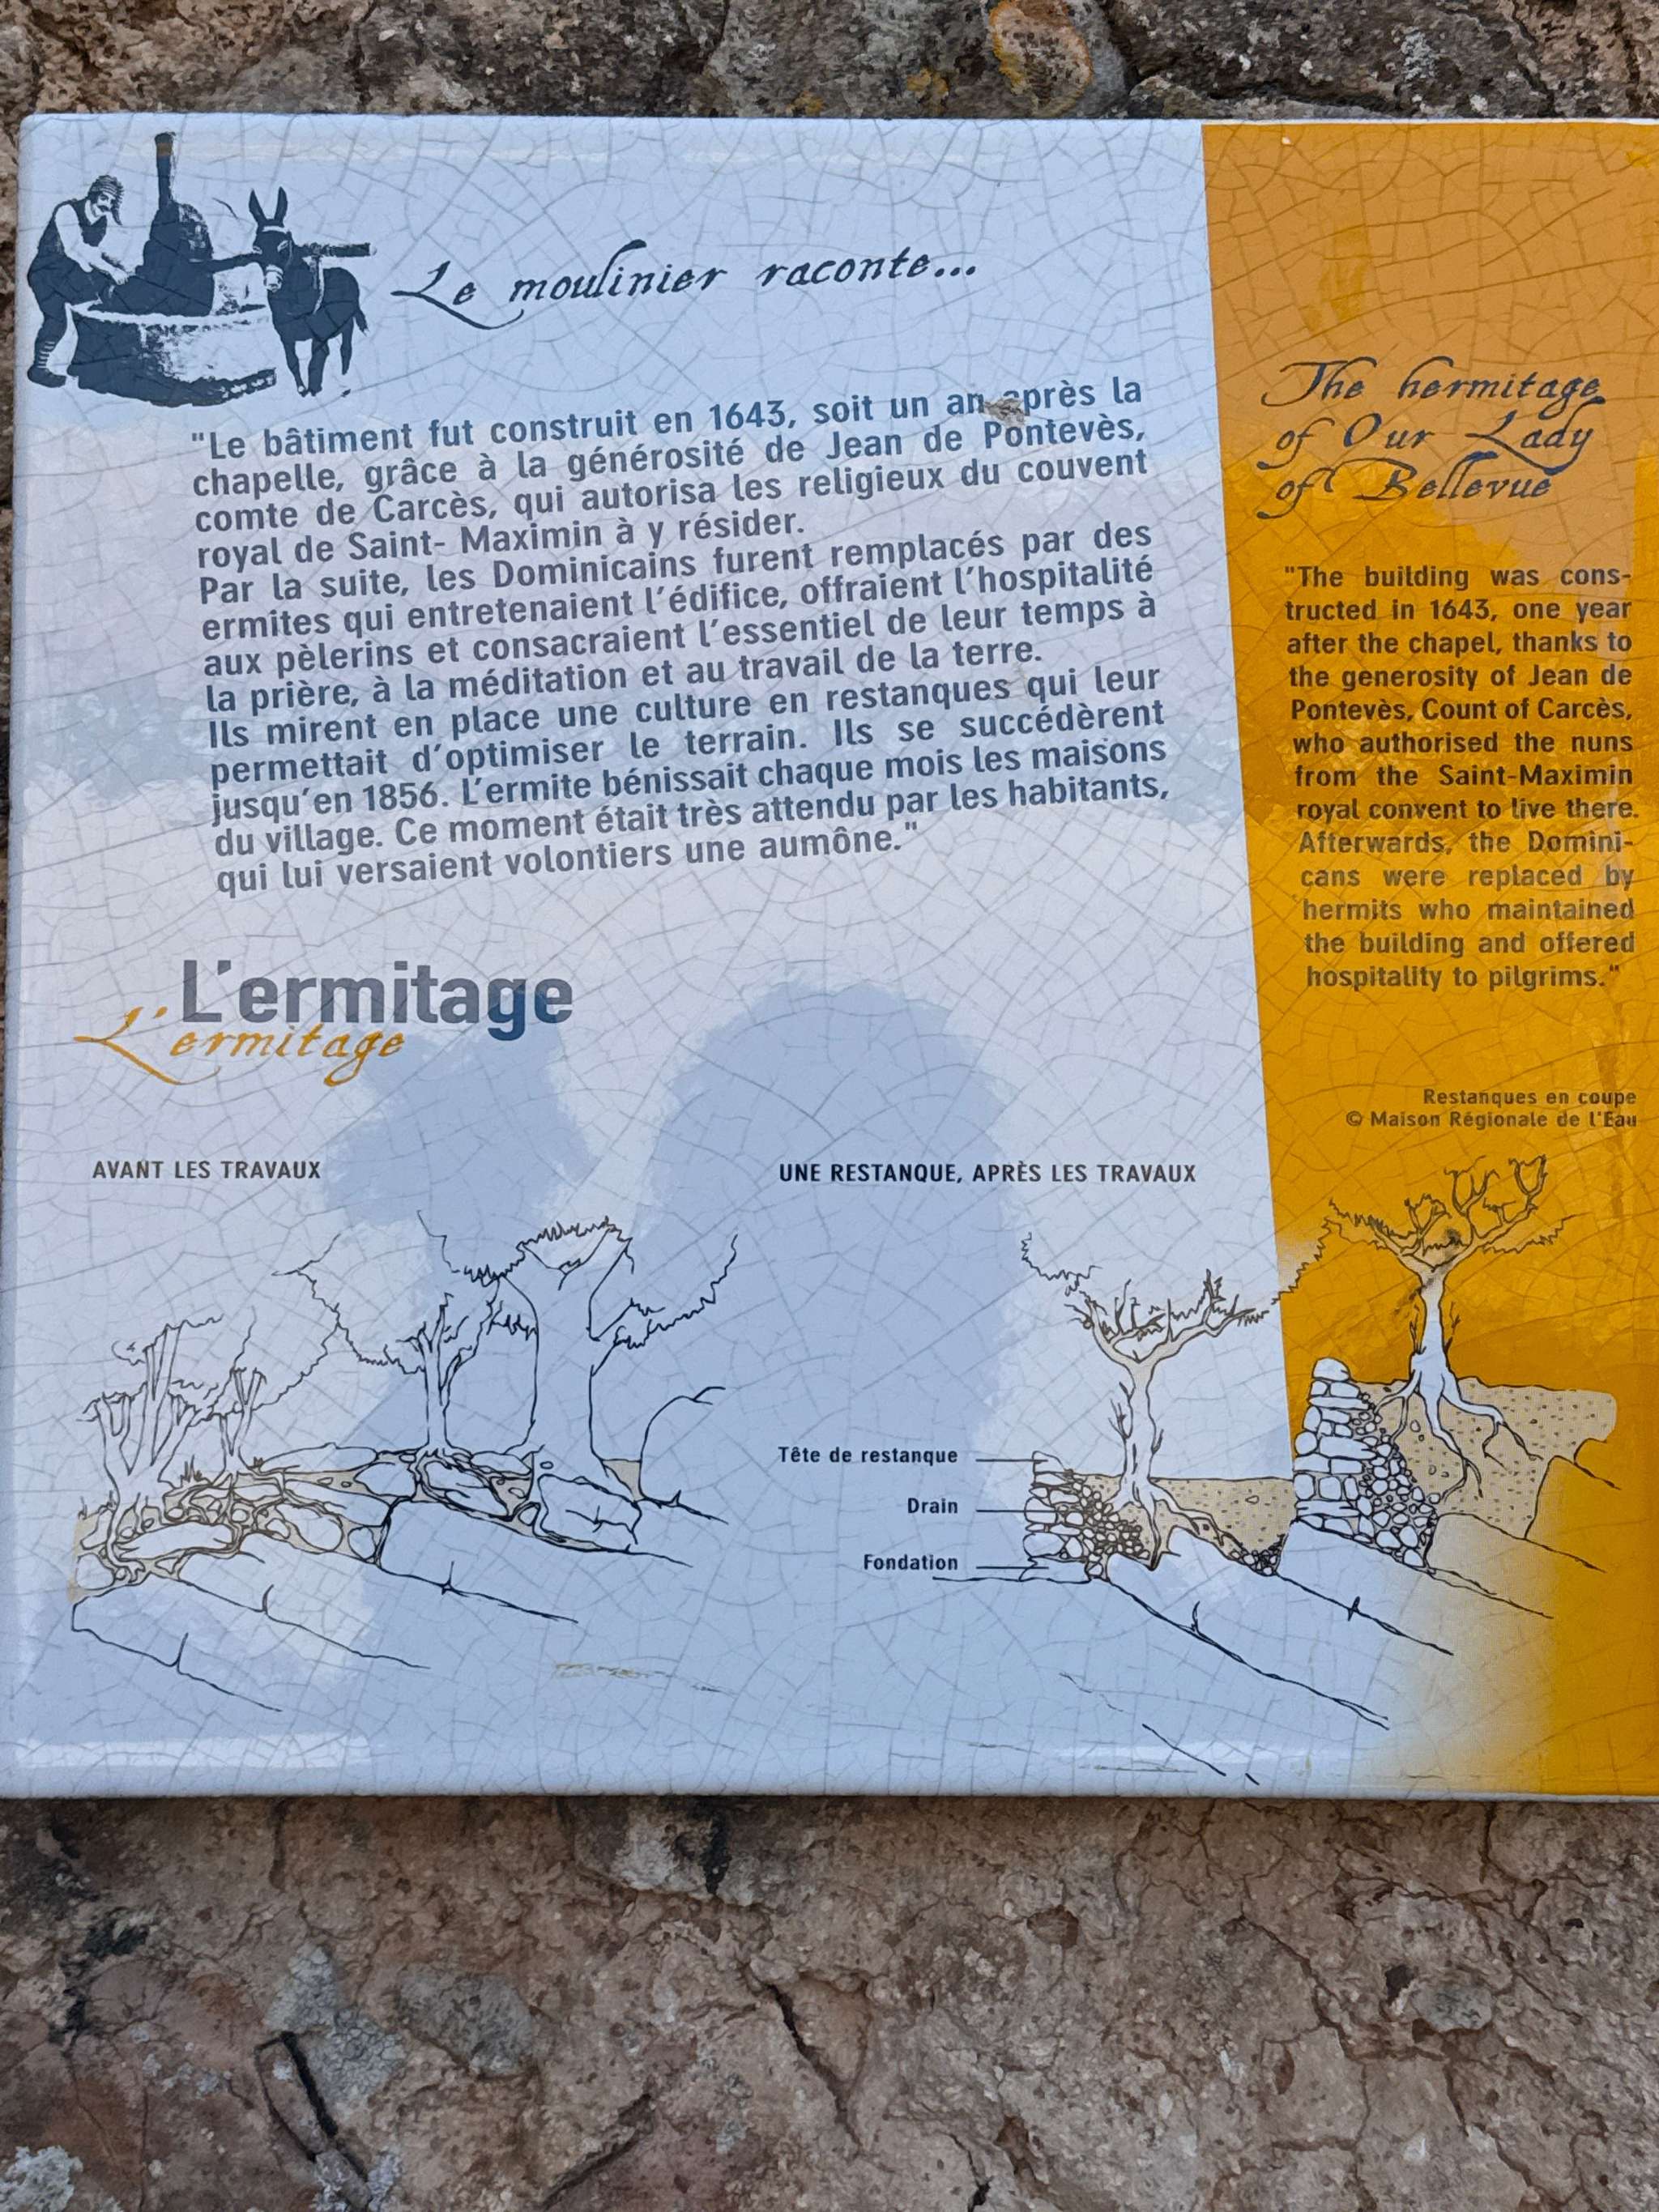 Le moulinier raconte...
"Le bâtiment fut construit en 1643, soit un an après la
chapelle, grâce à la générosité de Jean de Pontevès,
comte de Carcès, qui autorisa les religieux du couvent
royal de Saint- Maximin à y résider.
Par la suite, les Dominicains furent remplacés par des
ermites qui entretenaient l'édifice, offraient l'hospitalité
aux pèlerins et consacraient l'essentiel de leur temps à
la prière, à la méditation et au travail de la terre.
Ils mirent en place une culture en restanques qui leur
permettait d'optimiser le terrain. Ils se succédèrent
jusqu'en 1856. L'ermite bénissait chaque mois les maisons
du village. Ce moment était très attendu par les habitants,
qui lui versaient volontiers une aumône."
L'ermitage
L'ermitage
The hermitage
of Our Lady
of Bellevue
"The building was cons-
tructed in 1643, one year
after the chapel, thanks to
the generosity of Jean de
Pontevès, Count of Carcès,
who authorised the nuns
from the Saint-Maximin
royal convent to live there.
Afterwards, the Domini-
cans were replaced by
hermits who maintained
the building and offered
hospitality to pilgrims."
Restanques en coupe
© Maison Régionale de l'Eau
AVANT LES TRAVAUX
UNE RESTANQUE, APRÈS LES TRAVAUX
Tête de restanque
Drain
Fondation